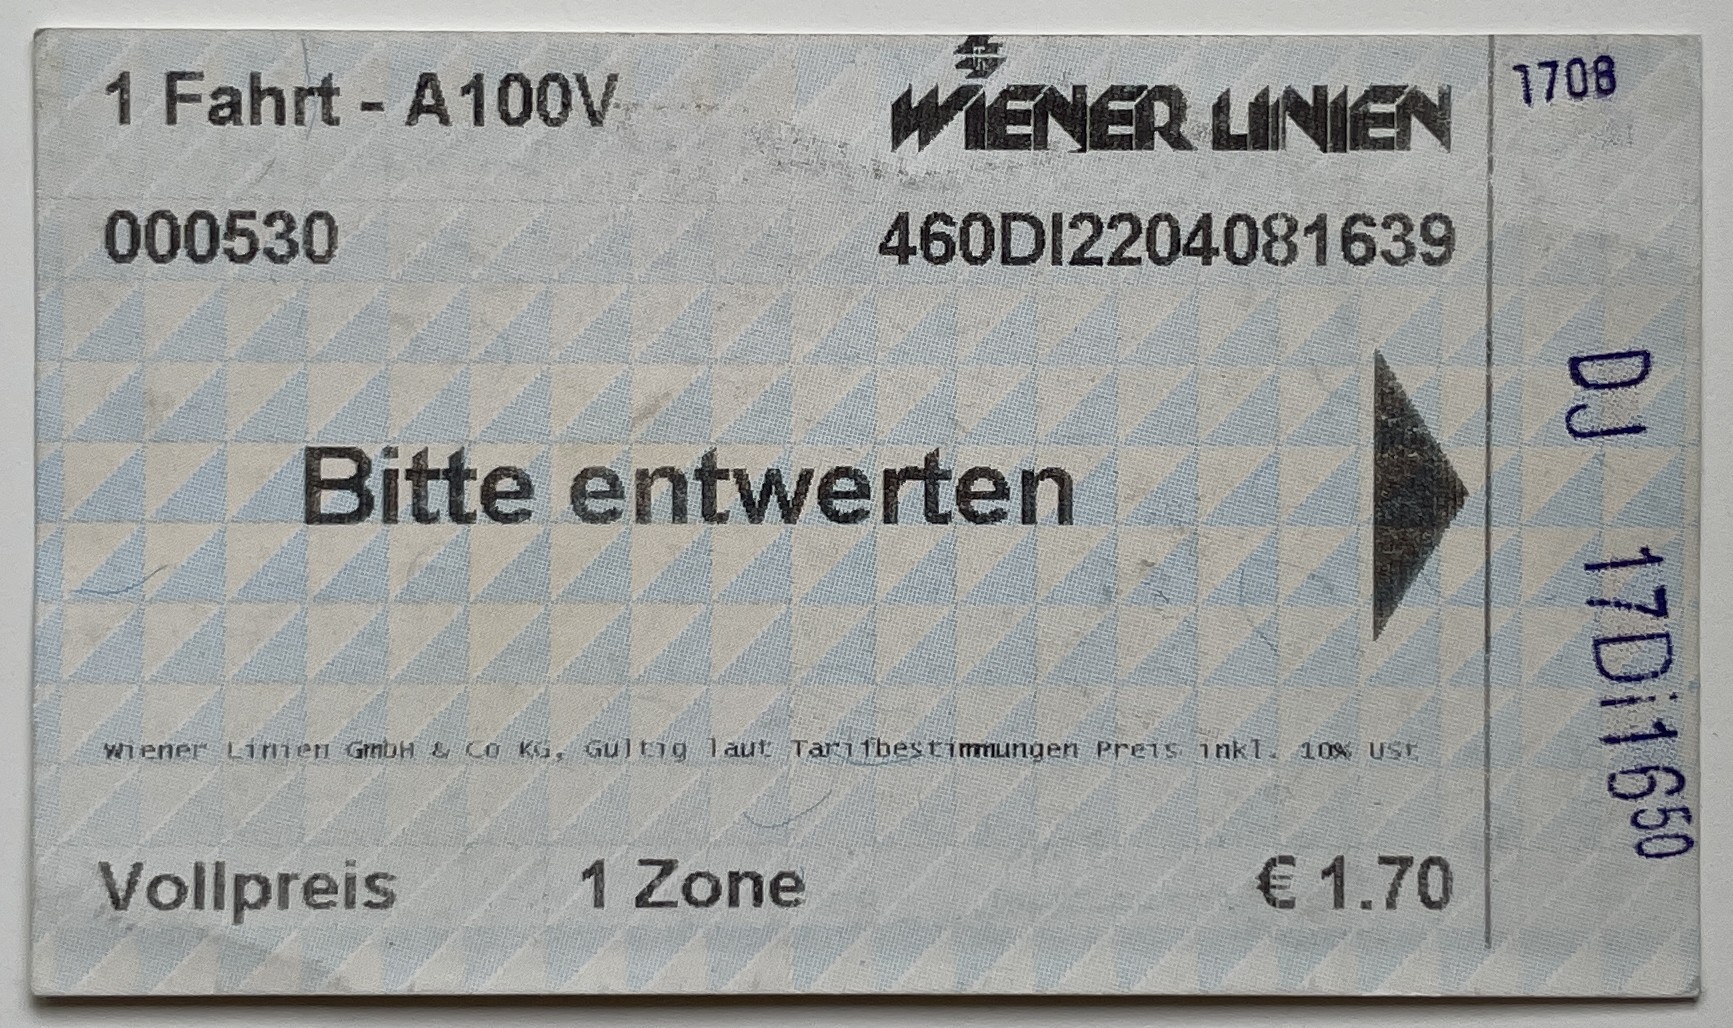 1 Fahrt - A100V
WIENER LINIEN
1708
000530
460DI2204081639
Bitte entwerten
Wiener Linien GmbH & Co KG, Gültig laut Tarifbestimmungen Preis inkl. 10% USt
Vollpreis 1 Zone € 1.70
DJ 17Di1650